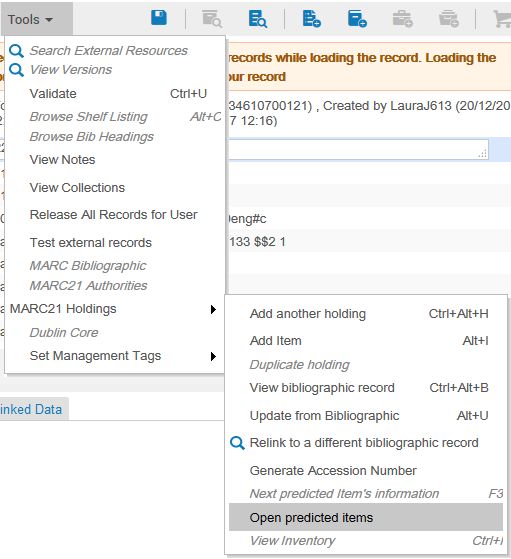 Tools
records while loading the record. Loading the
our record
Search External Resources
View Versions
Validate Ctrl+U
34610700121) , Created by LauraJ613 (20/12/20
7 12:16)
Browse Shelf Listing
Browse Bib Headings
View Notes
View Collections
Release All Records for User
eng#c
Test external records
133 $$2 1
MARC Bibliographic
MARC21 Authorities
MARC21 Holdings
Dublin Core
Set Management Tags
Add another holding Ctrl+Alt+H
Add Item Alt+I
Duplicate holding
View bibliographic record Ctrl+Alt+B
Update from Bibliographic Alt+U
Relink to a different bibliographic record
Generate Accession Number
Next predicted Item's information F3
Open predicted items
View Inventory
inked Data